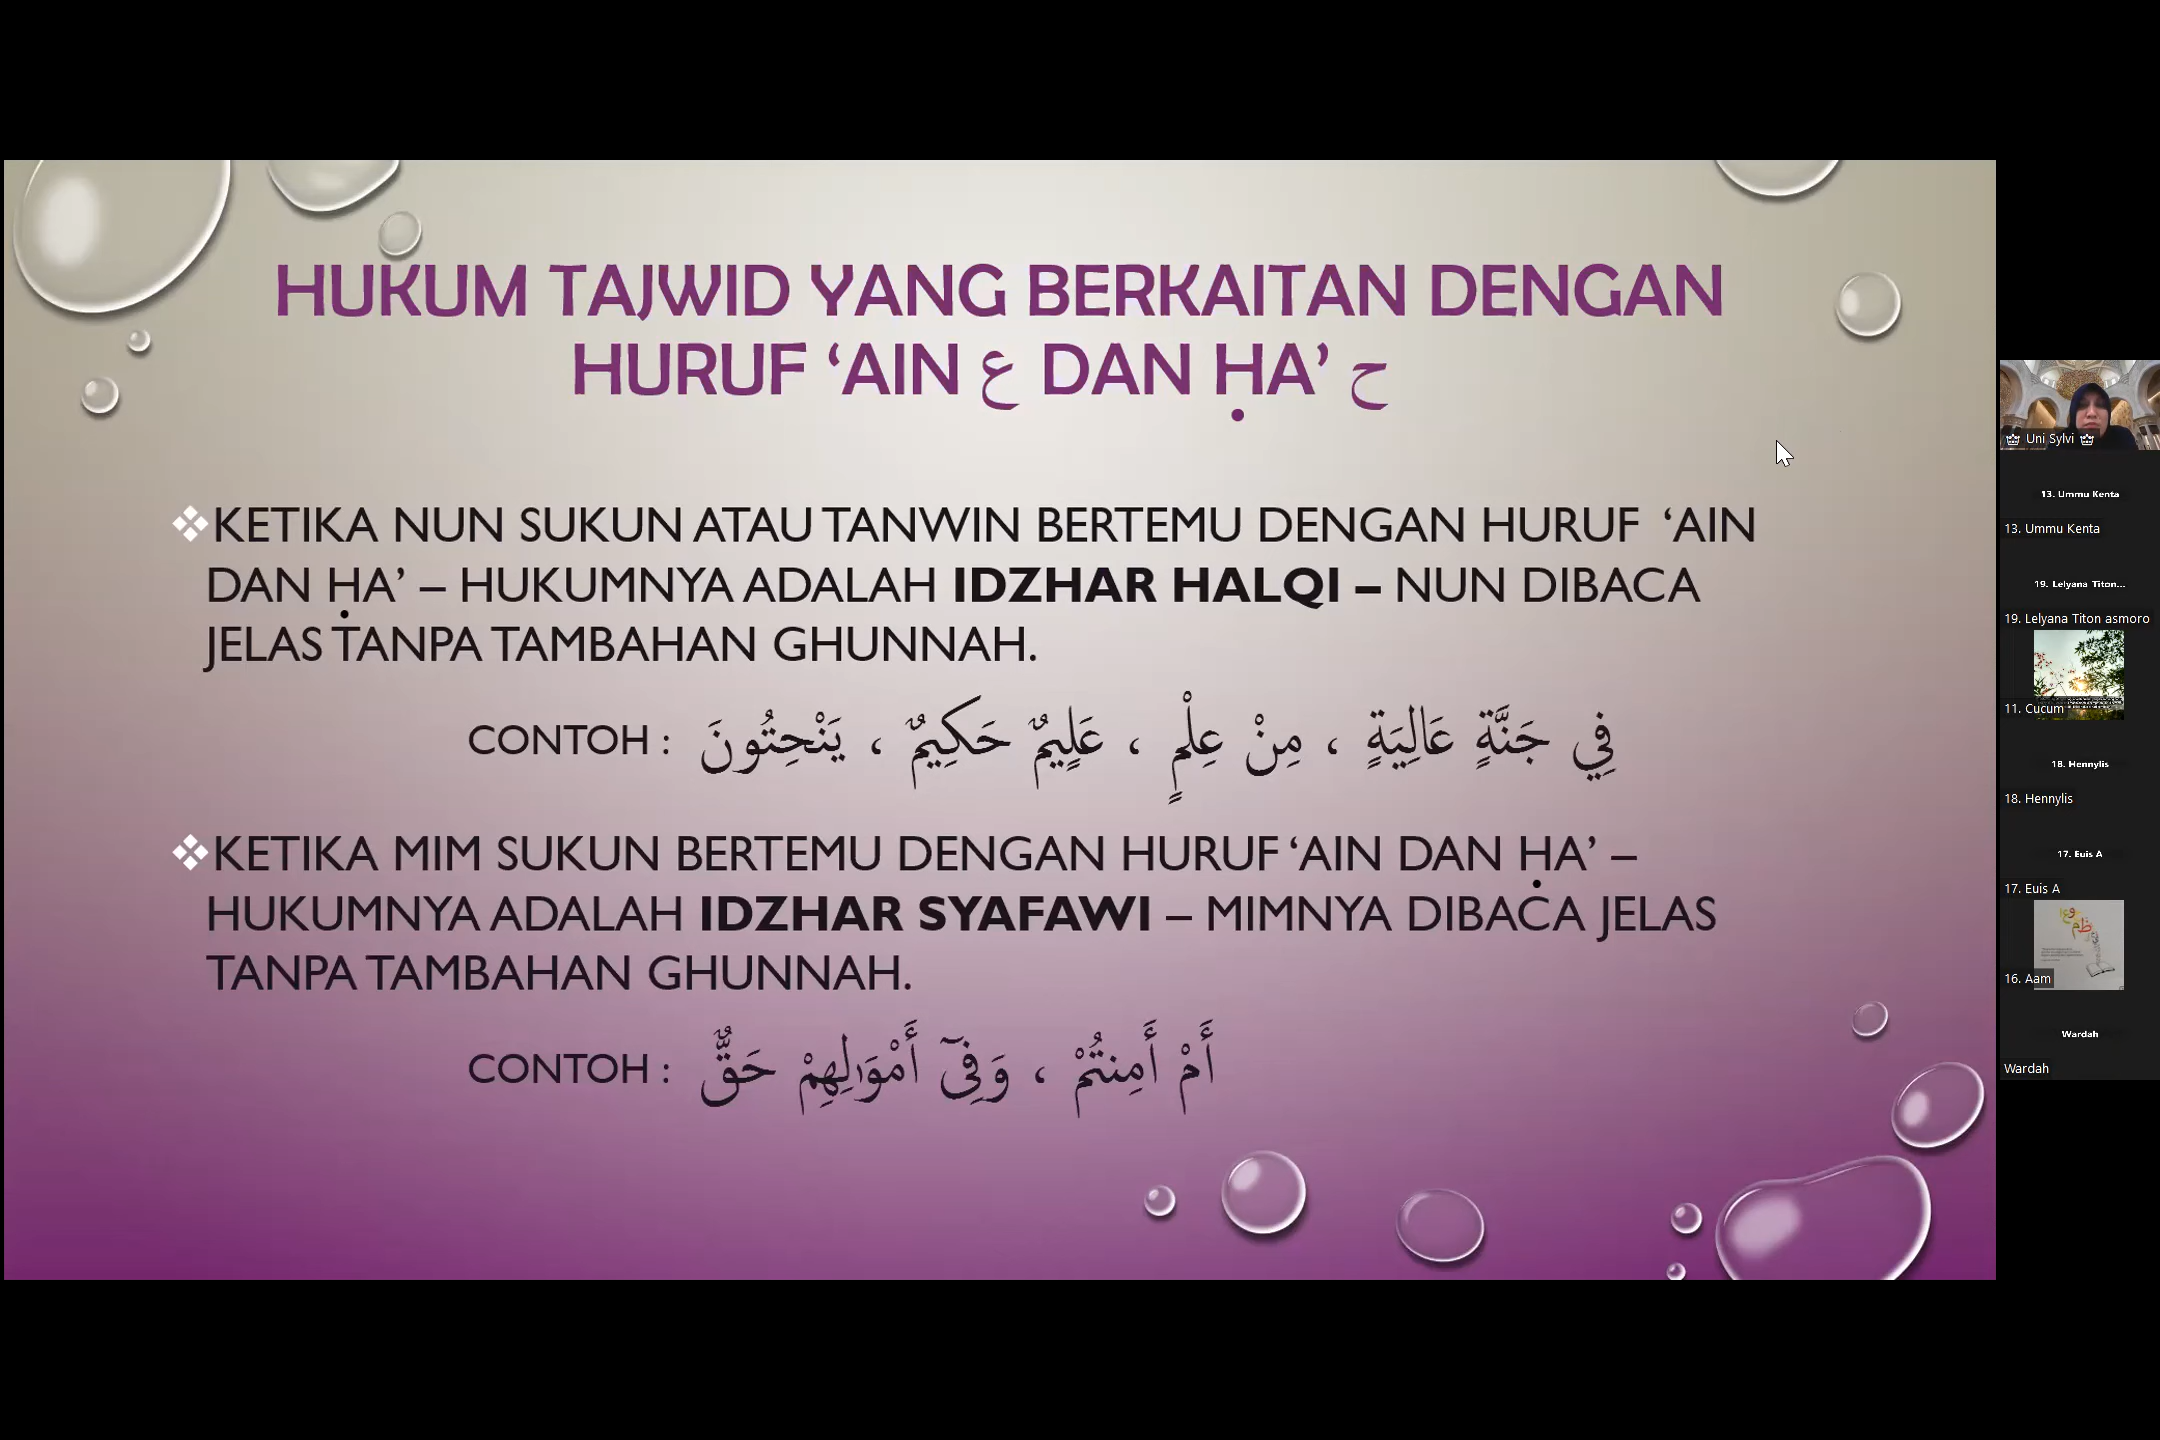 HUKUM TAJWID YANG BERKAITAN DENGAN
HURUF ‘AIN ع DAN ḤA’ ح
❖KETIKA NUN SUKUN ATAU TANWIN BERTEMU DENGAN HURUF ‘AIN
DAN ḤA’ – HUKUMNYA ADALAH IDZHAR HALQI – NUN DIBACA
JELAS TANPA TAMBAHAN GHUNNAH.
CONTOH : فِي جَنَّةٍ عَالِيَةٍ ، مِنْ عِلْمٍ ، عَلِيمٌ حَكِيمٌ ، يَنْحِتُونَ
❖KETIKA MIM SUKUN BERTEMU DENGAN HURUF ‘AIN DAN ḤA’ –
HUKUMNYA ADALAH IDZHAR SYAFAWI – MIMNYA DIBACA JELAS
TANPA TAMBAHAN GHUNNAH.
CONTOH : أَمْ أَمِنتُمْ ، وَفِىٓ أَمْوَٰلِهِمْ حَقٌّ
Uni Sylvi
13. Ummu Kenta
13. Ummu Kenta
19. Lelyana Titon...
19. Lelyana Titon asmoro
11. Cucum
18. Hennylis
18. Hennylis
17. Euis A
17. Euis A
16. Aam
Wardah
Wardah